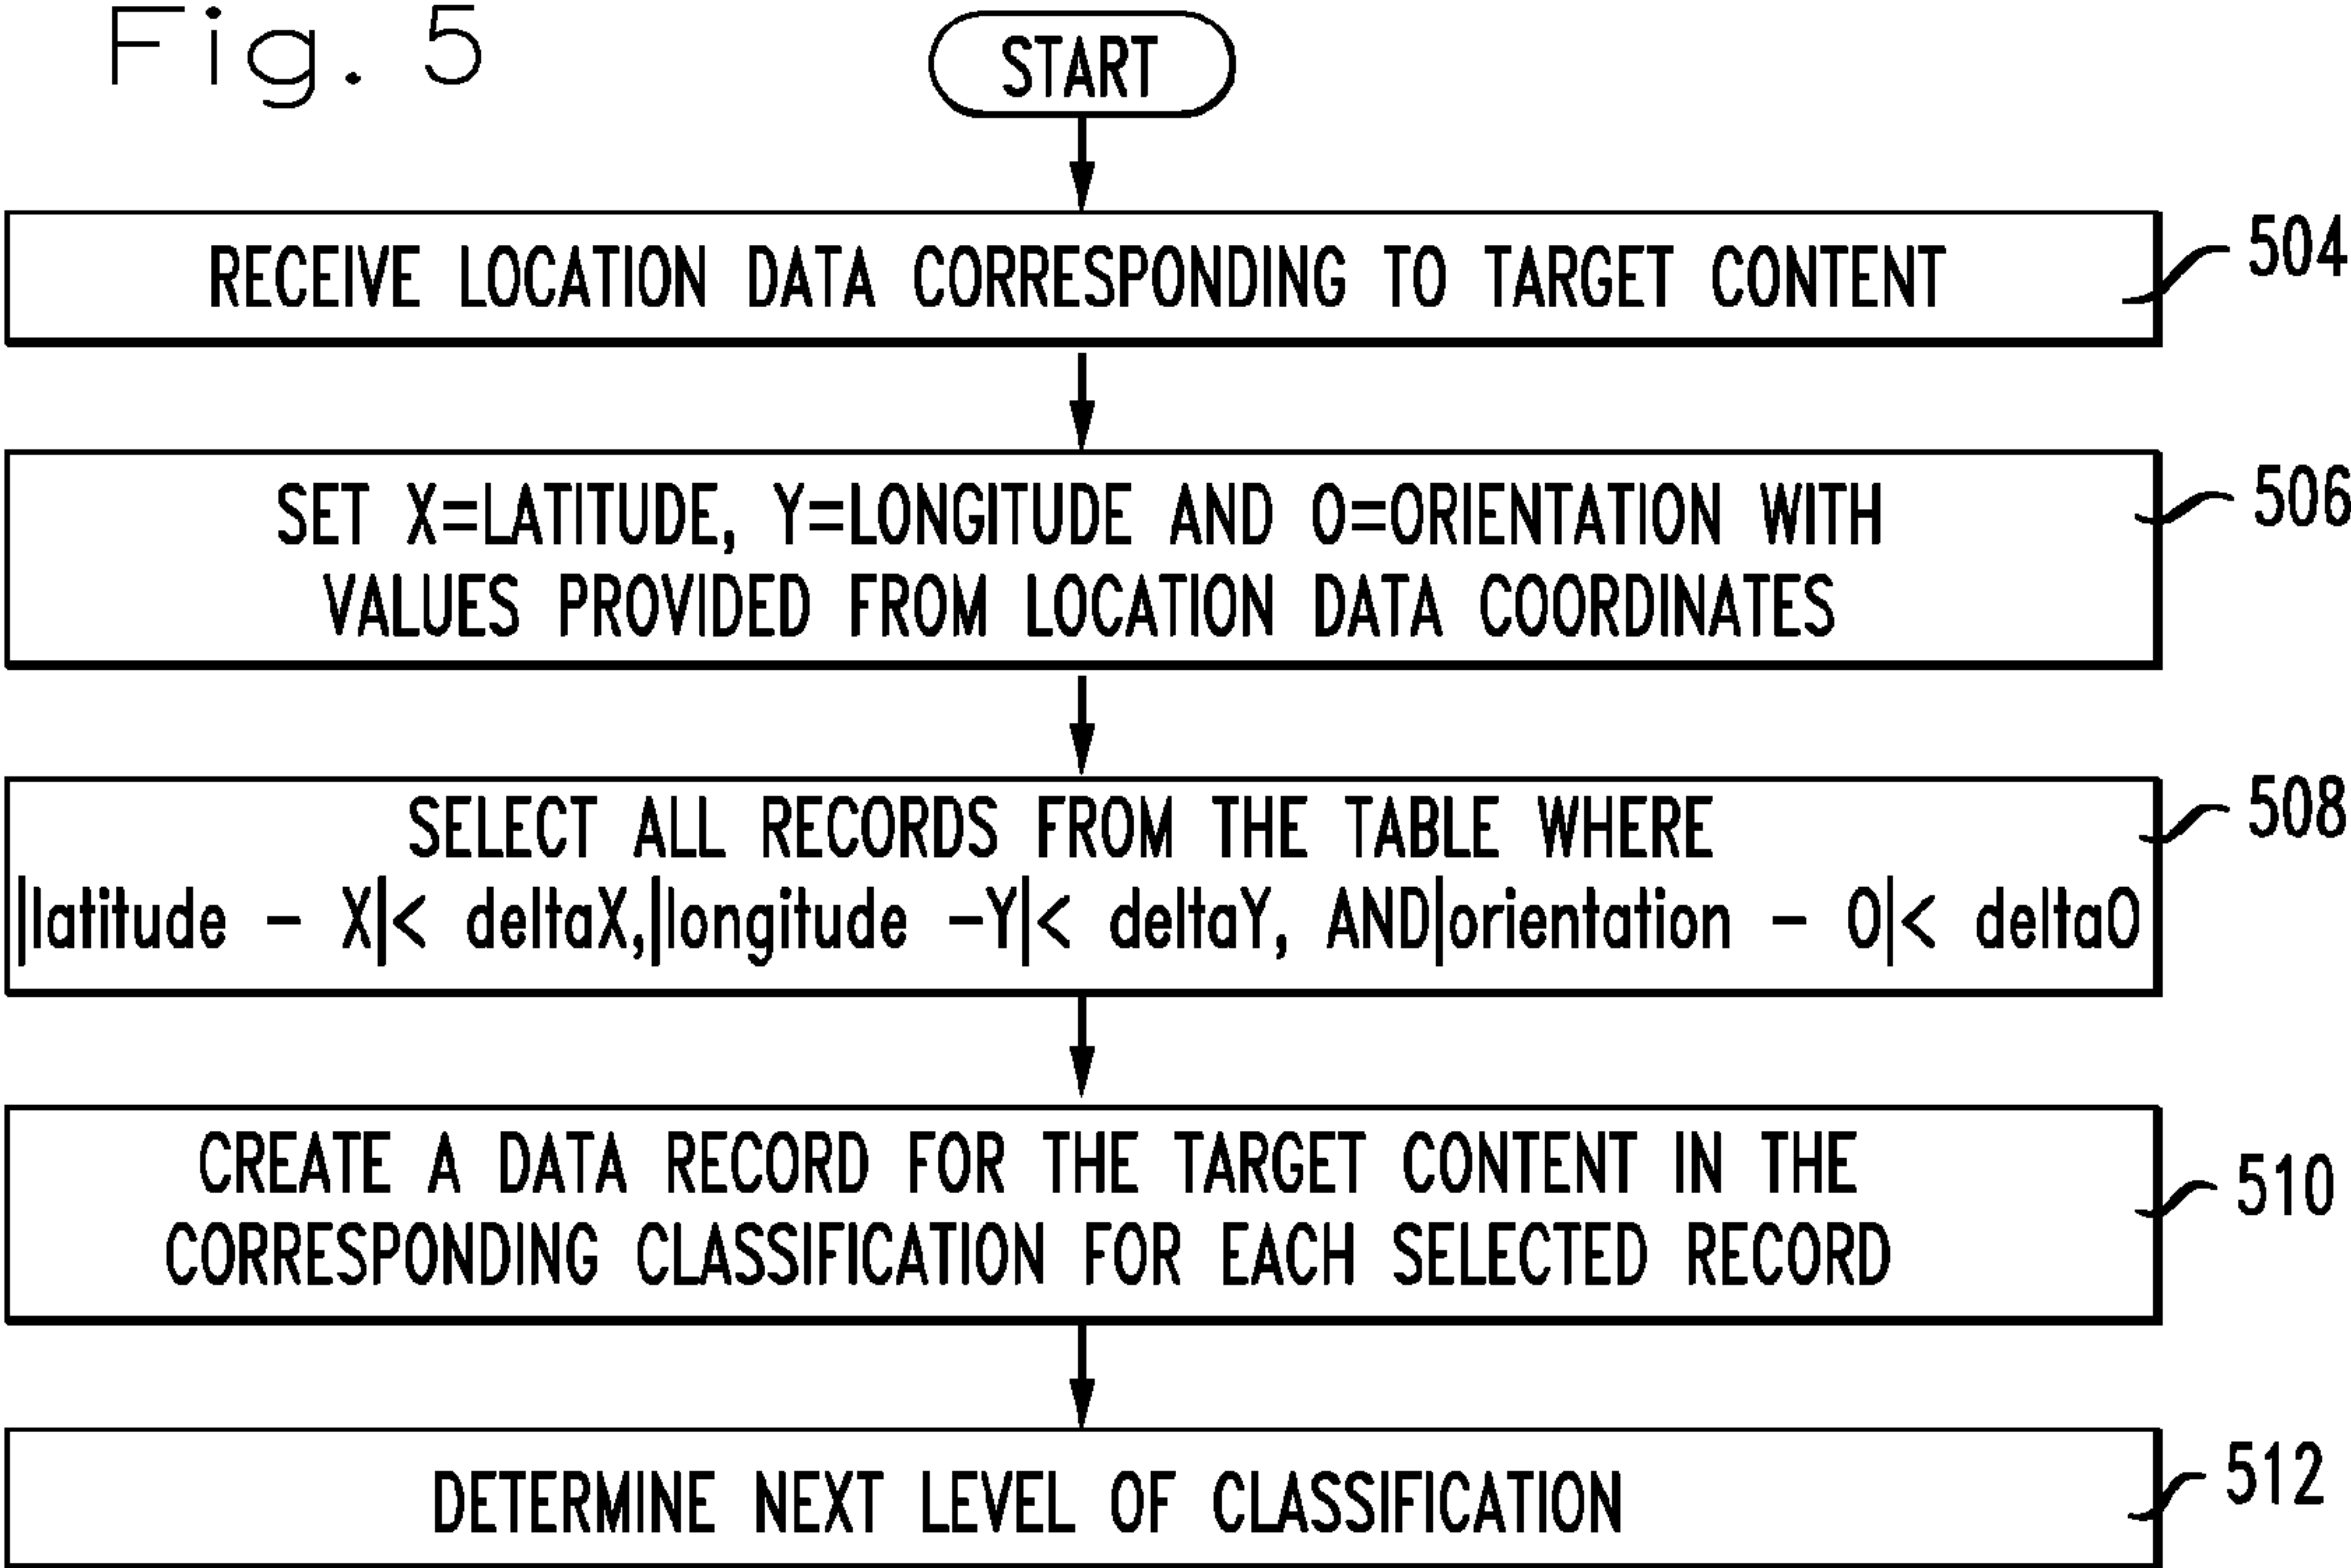 Fig. 5
START
RECEIVE LOCATION DATA CORRESPONDING TO TARGET CONTENT
504
SET X=LATITUDE, Y=LONGITUDE AND O=ORIENTATION WITH
VALUES PROVIDED FROM LOCATION DATA COORDINATES
506
SELECT ALL RECORDS FROM THE TABLE WHERE
|latitude - X|< deltaX,|longitude -Y|< deltaY, AND|orientation - O|< deltaO
508
CREATE A DATA RECORD FOR THE TARGET CONTENT IN THE
CORRESPONDING CLASSIFICATION FOR EACH SELECTED RECORD
510
DETERMINE NEXT LEVEL OF CLASSIFICATION
512